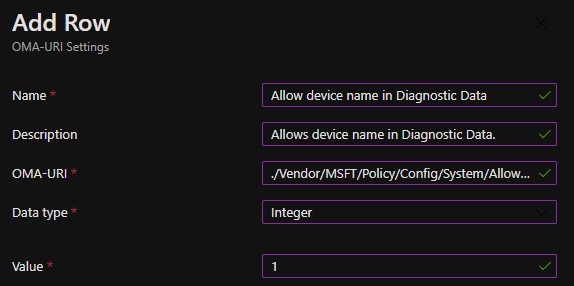 Add Row
OMA-URI Settings
Name * Allow device name in Diagnostic Data
Description Allows device name in Diagnostic Data.
OMA-URI * ./Vendor/MSFT/Policy/Config/System/Allow...
Data type * Integer
Value * 1